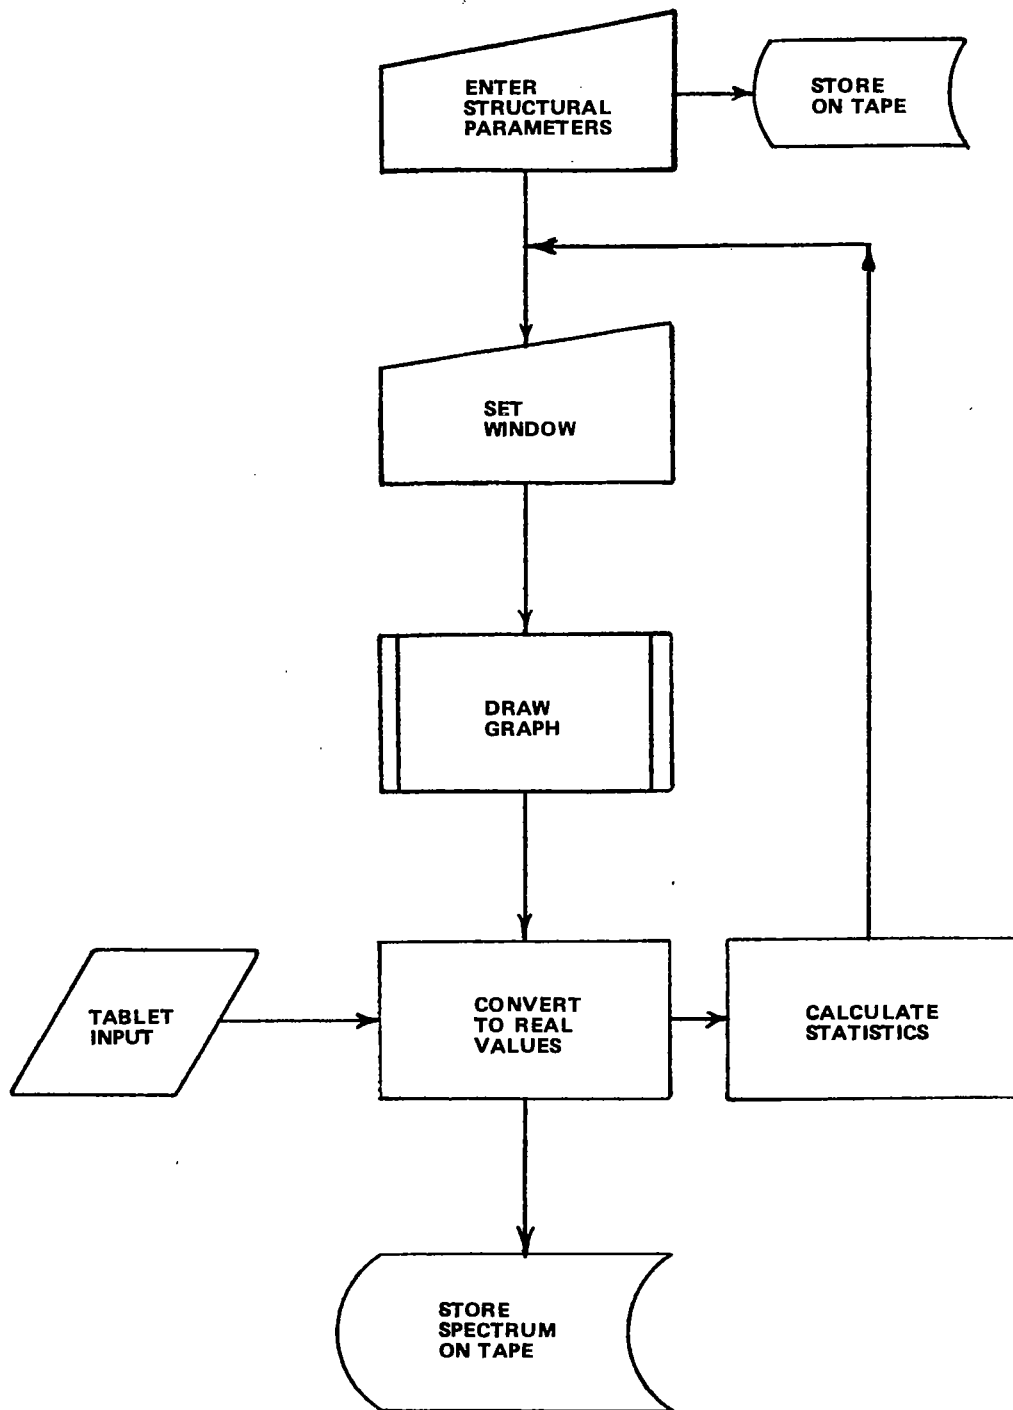 ENTER
STRUCTURAL
PARAMETERS
STORE
ON TAPE
SET
WINDOW
DRAW
GRAPH
TABLET
INPUT
CONVERT
TO REAL
VALUES
CALCULATE
STATISTICS
STORE
SPECTRUM
ON TAPE